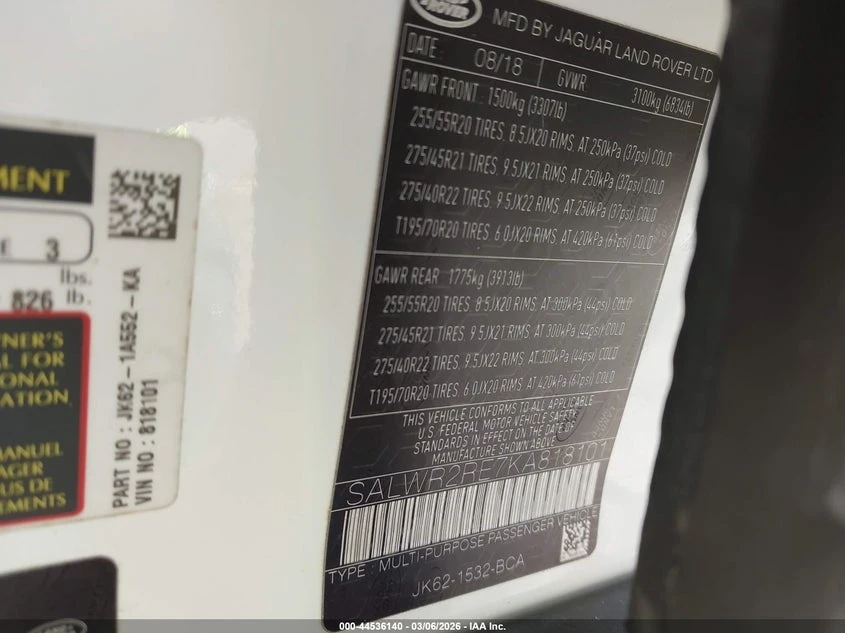 ROVER
MFD BY JAGUAR LAND ROVER LTD
DATE 08/18 GVWR 3100kg (6834lb)
GAWR FRONT 1500kg (3307lb)
255/55R20 TIRES. 8.5JX20 RIMS. AT 250kPa (37psi) COLD
275/45R21 TIRES. 9.5JX21 RIMS. AT 250kPa (37psi) COLD
275/40R22 TIRES. 9.5JX22 RIMS. AT 250kPa (37psi) COLD
T195/70R20 TIRES. 6.0JX20 RIMS. AT 420kPa (61psi) COLD
GAWR REAR 1775kg (3913lb)
255/55R20 TIRES. 8.5JX20 RIMS. AT 300kPa (44psi) COLD
275/45R21 TIRES. 9.5JX21 RIMS. AT 300kPa (44psi) COLD
275/40R22 TIRES. 9.5JX22 RIMS. AT 300kPa (44psi) COLD
T195/70R20 TIRES. 6.0JX20 RIMS. AT 420kPa (61psi) COLD
THIS VEHICLE CONFORMS TO ALL APPLICABLE
U.S. FEDERAL MOTOR VEHICLE SAFETY
STANDARDS IN EFFECT ON THE DATE OF
MANUFACTURE SHOWN ABOVE
SALWR2RE7KA818101
TYPE: MULTI-PURPOSE PASSENGER VEHICLE
JK62-1532-BCA
MENT
E 3
lbs.
826 lb.
WNER'S
AL FOR
IONAL
ATION.
MANUEL
AGER
US DE
EMENTS
PART NO : JK62-1A552-KA
VIN NO : 818101
000-44536140 - 03/06/2026 - IAA Inc.